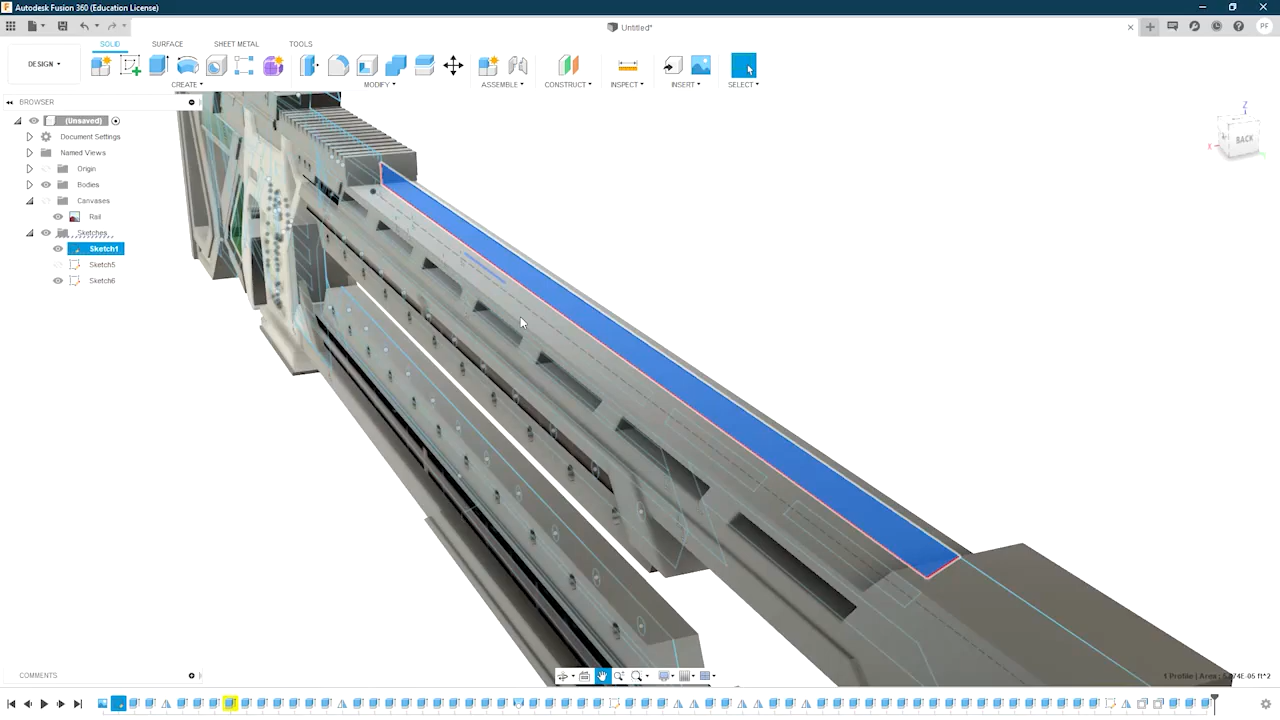 Autodesk Fusion 360 (Education License)
Untitled*
PF
DESIGN
SOLID
SURFACE
SHEET METAL
TOOLS
CREATE
MODIFY
ASSEMBLE
CONSTRUCT
INSPECT
INSERT
SELECT
BROWSER
(Unsaved)
Document Settings
Named Views
Origin
Bodies
Canvases
Rail
Sketches
Sketch1
Sketch5
Sketch6
Z
X
BACK
COMMENTS
1 Profile | Area :